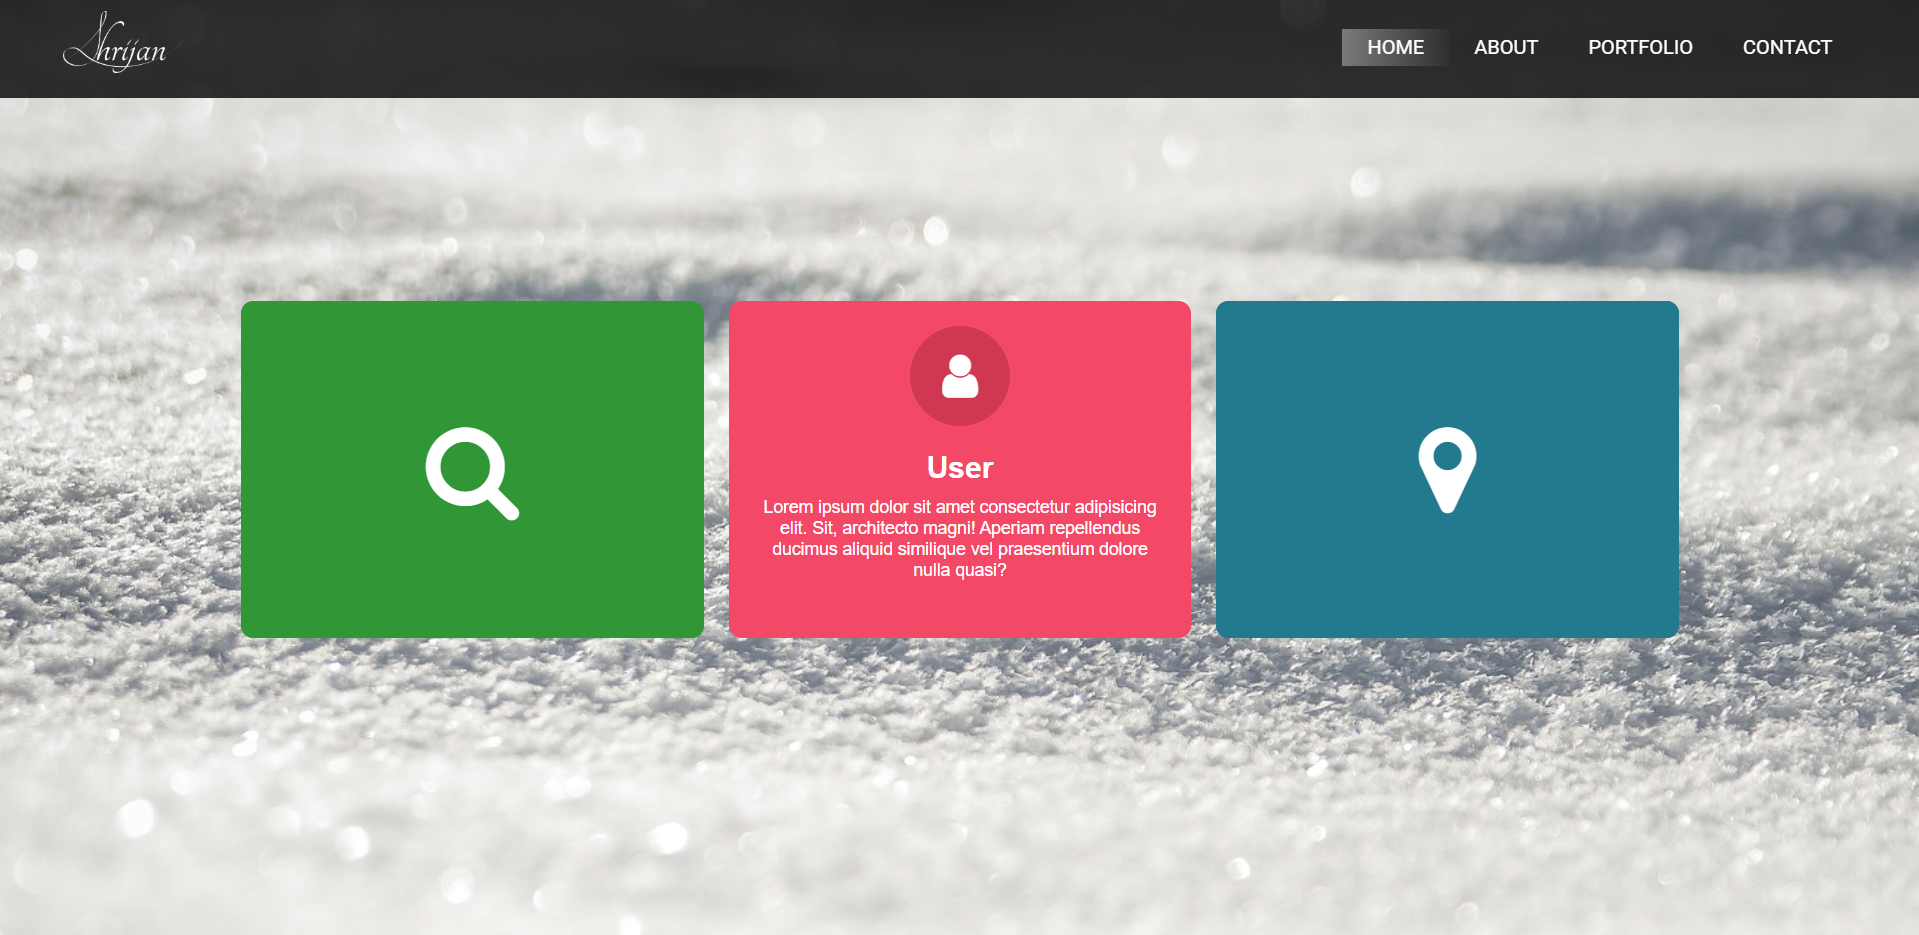 HOME ABOUT PORTFOLIO CONTACT
User
Lorem ipsum dolor sit amet consectetur adipisicing
elit. Sit, architecto magni! Aperiam repellendus
ducimus aliquid similique vel praesentium dolore
nulla quasi?